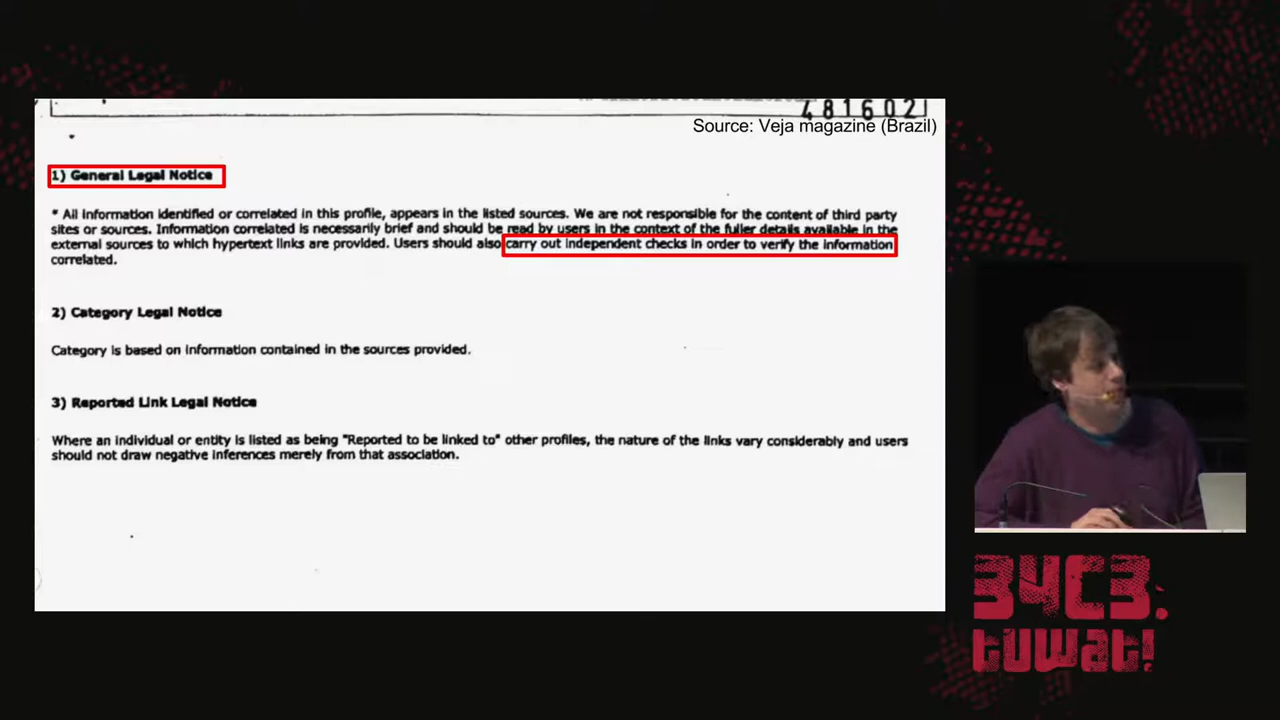 481602
Source: Veja magazine (Brazil)
1) General Legal Notice
* All information identified or correlated in this profile, appears in the listed sources. We are not responsible for the content of third party
sites or sources. Information correlated is necessarily brief and should be read by users in the context of the fuller details available in the
external sources to which hypertext links are provided. Users should also carry out independent checks in order to verify the information
correlated.
2) Category Legal Notice
Category is based on information contained in the sources provided.
3) Reported Link Legal Notice
Where an individual or entity is listed as being "Reported to be linked to" other profiles, the nature of the links vary considerably and users
should not draw negative inferences merely from that association.
34C3.
tuwat!